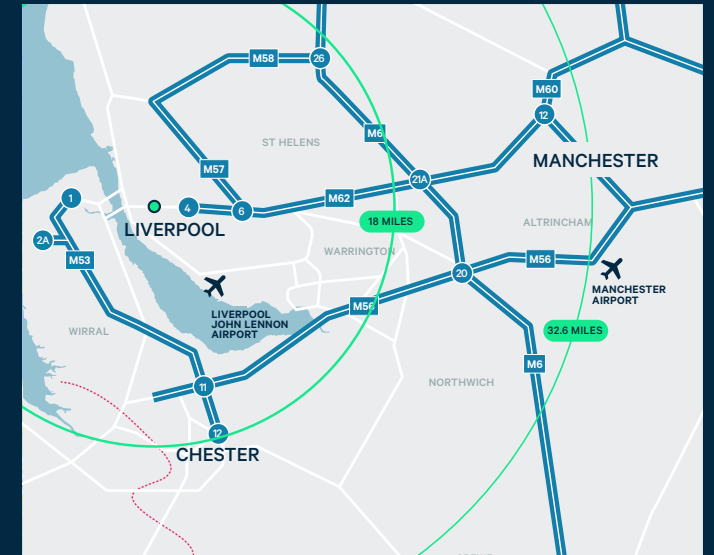 M58
26
M60
12
M6
ST HELENS
MANCHESTER
M57
21A
1
4
6
M62
18 MILES
LIVERPOOL
ALTRINCHAM
2A
M53
WARRINGTON
M56
20
MANCHESTER
AIRPORT
LIVERPOOL
JOHN LENNON
AIRPORT
M56
WIRRAL
32.6 MILES
M6
11
NORTHWICH
12
CHESTER